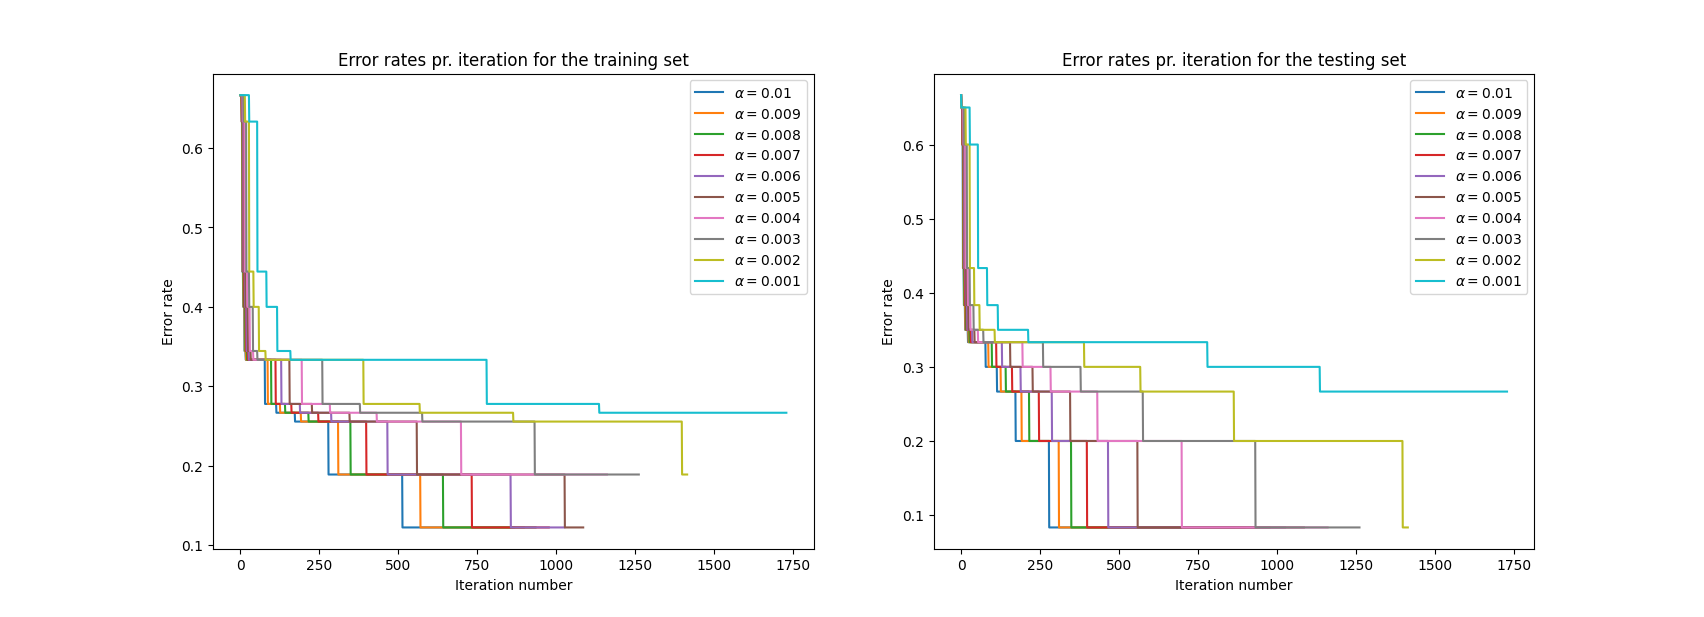 Error rates pr. iteration for the training set
0.6
0.5
0.4
0.3
0.2
0.1
Error rate
0
250
500
750
1000
1250
1500
1750
Iteration number
α = 0.01
α = 0.009
α = 0.008
α = 0.007
α = 0.006
α = 0.005
α = 0.004
α = 0.003
α = 0.002
α = 0.001
Error rates pr. iteration for the testing set
0.6
0.5
0.4
0.3
0.2
0.1
Error rate
0
250
500
750
1000
1250
1500
1750
Iteration number
α = 0.01
α = 0.009
α = 0.008
α = 0.007
α = 0.006
α = 0.005
α = 0.004
α = 0.003
α = 0.002
α = 0.001